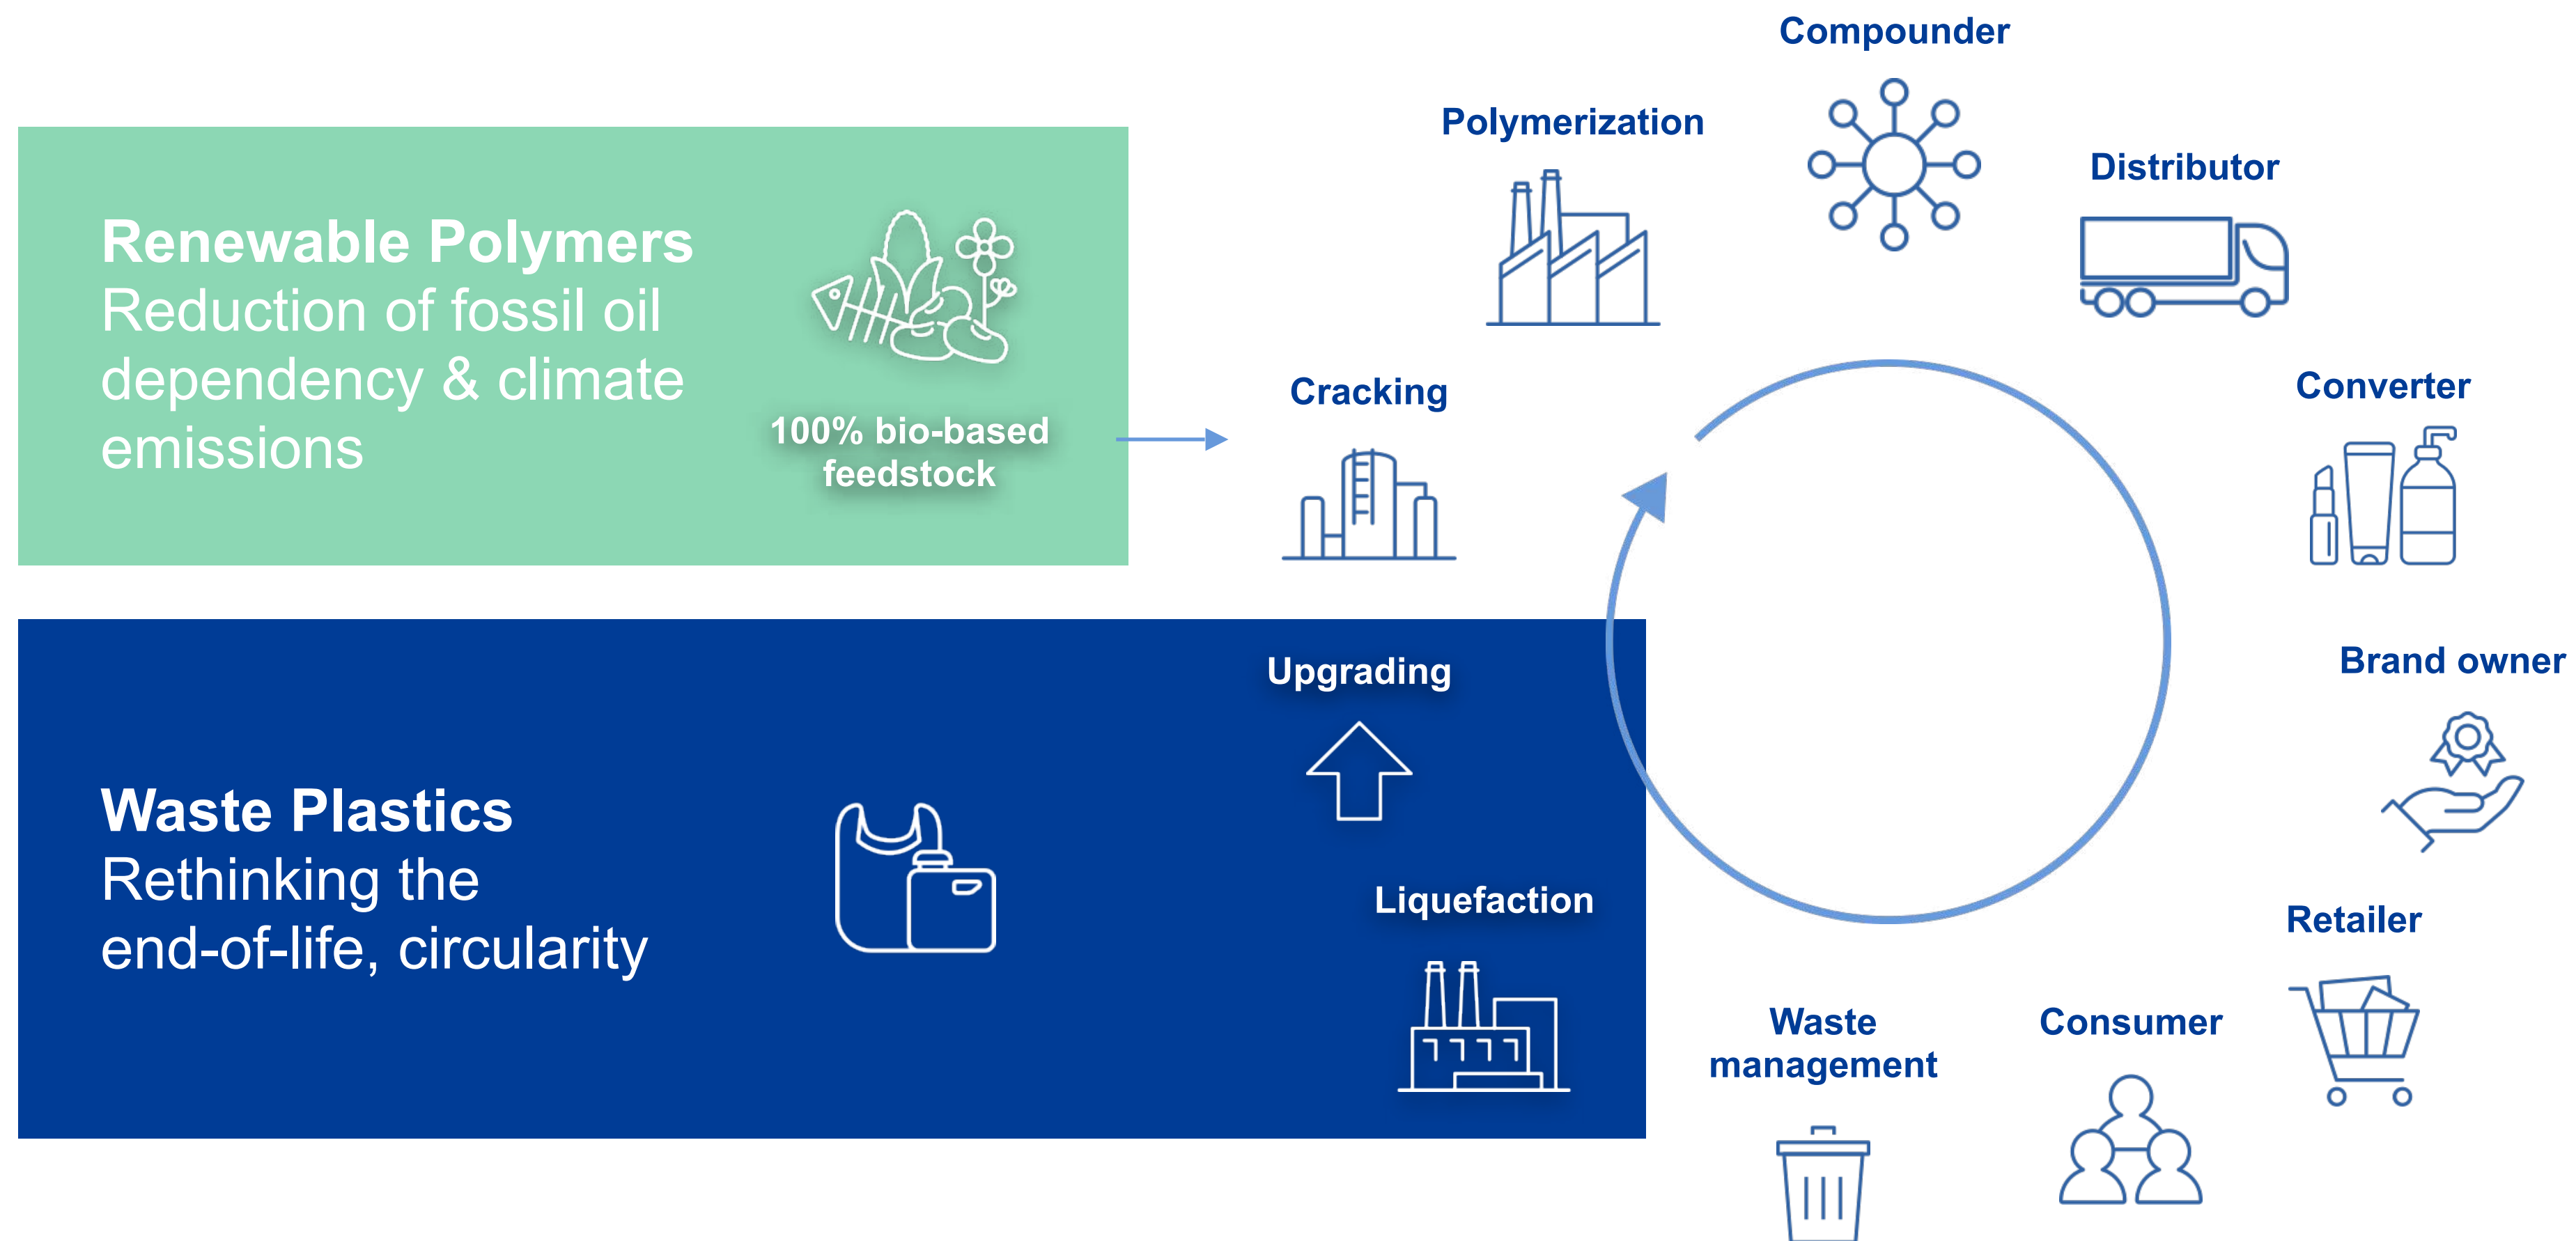 Renewable Polymers
Reduction of fossil oil
dependency & climate
emissions
100% bio-based
feedstock
Cracking
Polymerization
Compounder
Distributor
Converter
Brand owner
Retailer
Consumer
Waste
management
Liquefaction
Upgrading
Waste Plastics
Rethinking the
end-of-life, circularity